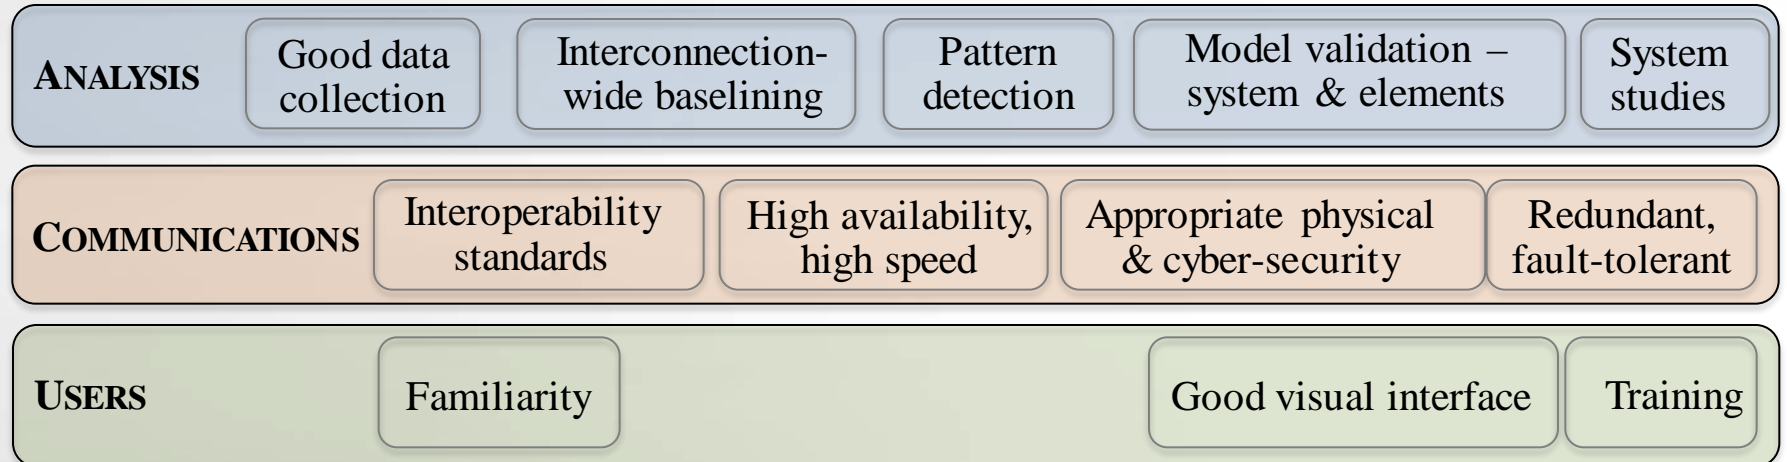 ANALYSIS
Good data
collection
Interconnection-
wide baselining
Pattern
detection
Model validation –
system & elements
System
studies
COMMUNICATIONS
Interoperability
standards
High availability,
high speed
Appropriate physical
& cyber-security
Redundant,
fault-tolerant
USERS
Familiarity
Good visual interface
Training